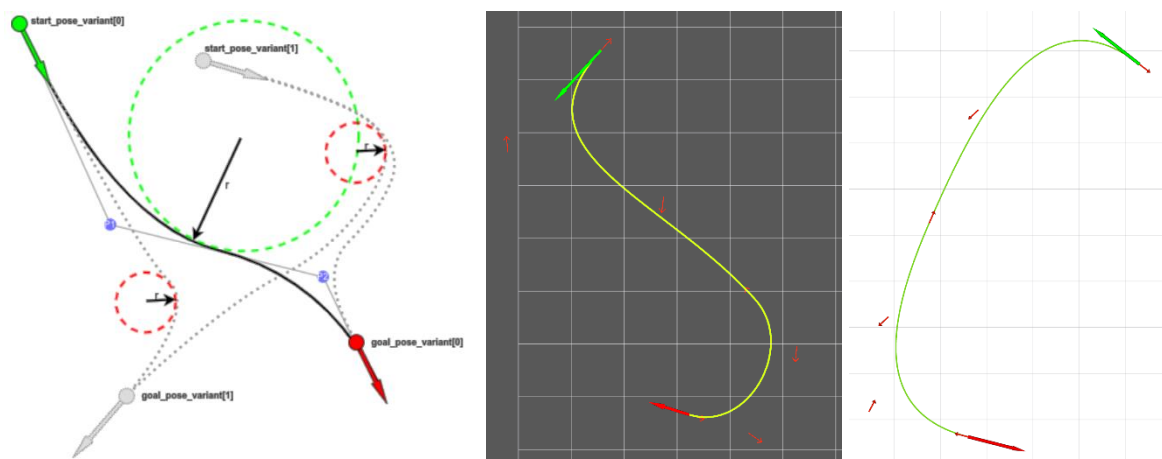 start_pose_variant[0]
start_pose_variant[1]
r
r
r
goal_pose_variant[0]
goal_pose_variant[1]